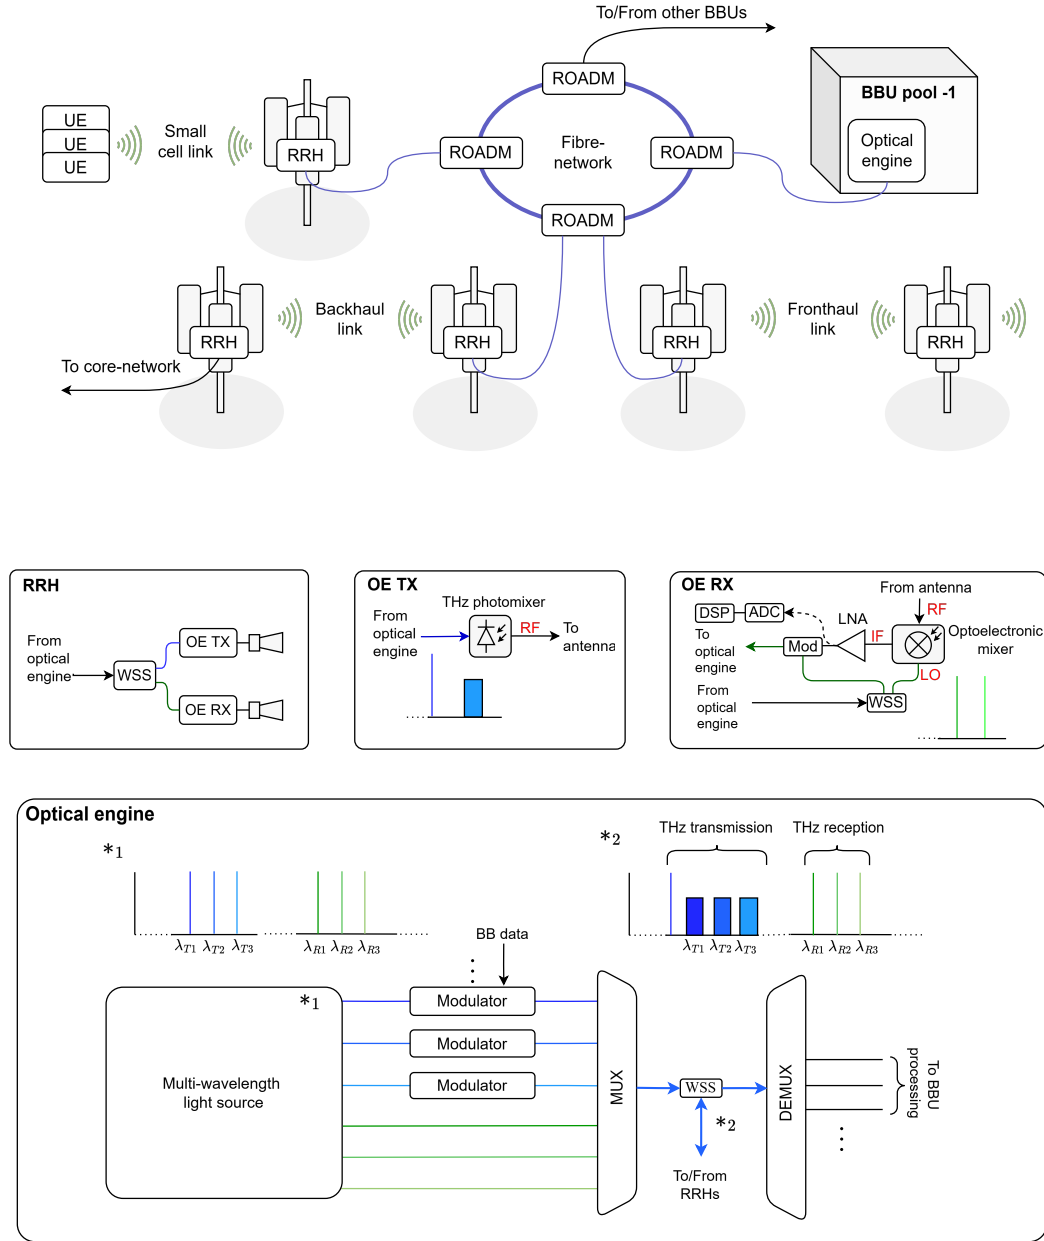 To/From other BBUs
ROADM
BBU pool -1
UE
UE
UE
Small
cell link
RRH
ROADM
Fibre-
network
ROADM
Optical
engine
ROADM
Backhaul
link
Fronthaul
link
RRH
RRH
RRH
RRH
To core-network
RRH
From
optical
engine
WSS
OE TX
OE RX
OE TX
THz photomixer
From
optical
engine
RF
To
antenna
OE RX
From antenna
DSP
ADC
LNA
RF
To
optical
engine
Mod
IF
Optoelectronic
mixer
LO
From
optical
engine
WSS
Optical engine
*1
λT1 λT2 λT3
λR1 λR2 λR3
*2
THz transmission
THz reception
λT1 λT2 λT3
λR1 λR2 λR3
BB data
*1
Multi-wavelength
light source
Modulator
Modulator
Modulator
MUX
WSS
*2
To/From
RRHs
DEMUX
To BBU
processing